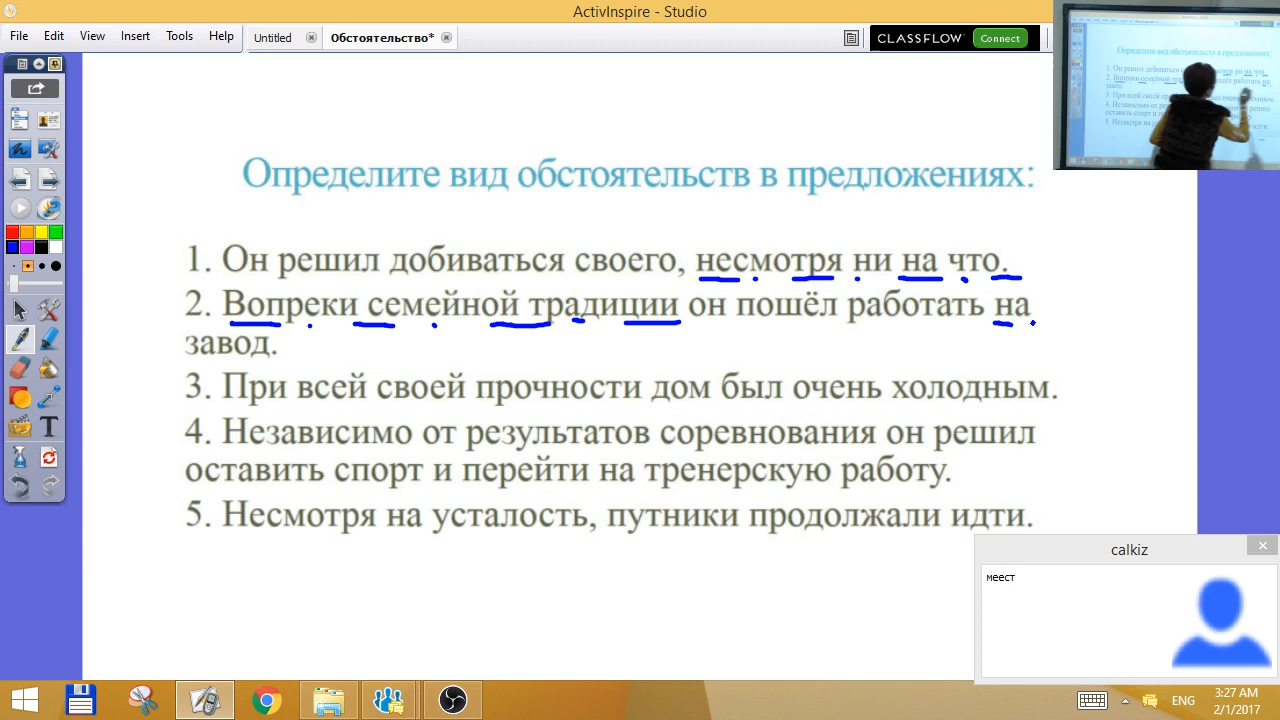 ActivInspire - Studio
File Edit View Insert Tools Help Untitled Обстоятельство* CLASSFLOW Connect
Определите вид обстоятельств в предложениях:
1. Он решил добиваться своего, несмотря ни на что.
2. Вопреки семейной традиции он пошёл работать на
завод.
3. При всей своей прочности дом был очень холодным.
4. Независимо от результатов соревнования он решил
оставить спорт и перейти на тренерскую работу.
5. Несмотря на усталость, путники продолжали идти.
calkiz
меест
ENG
3:27 AM
2/1/2017